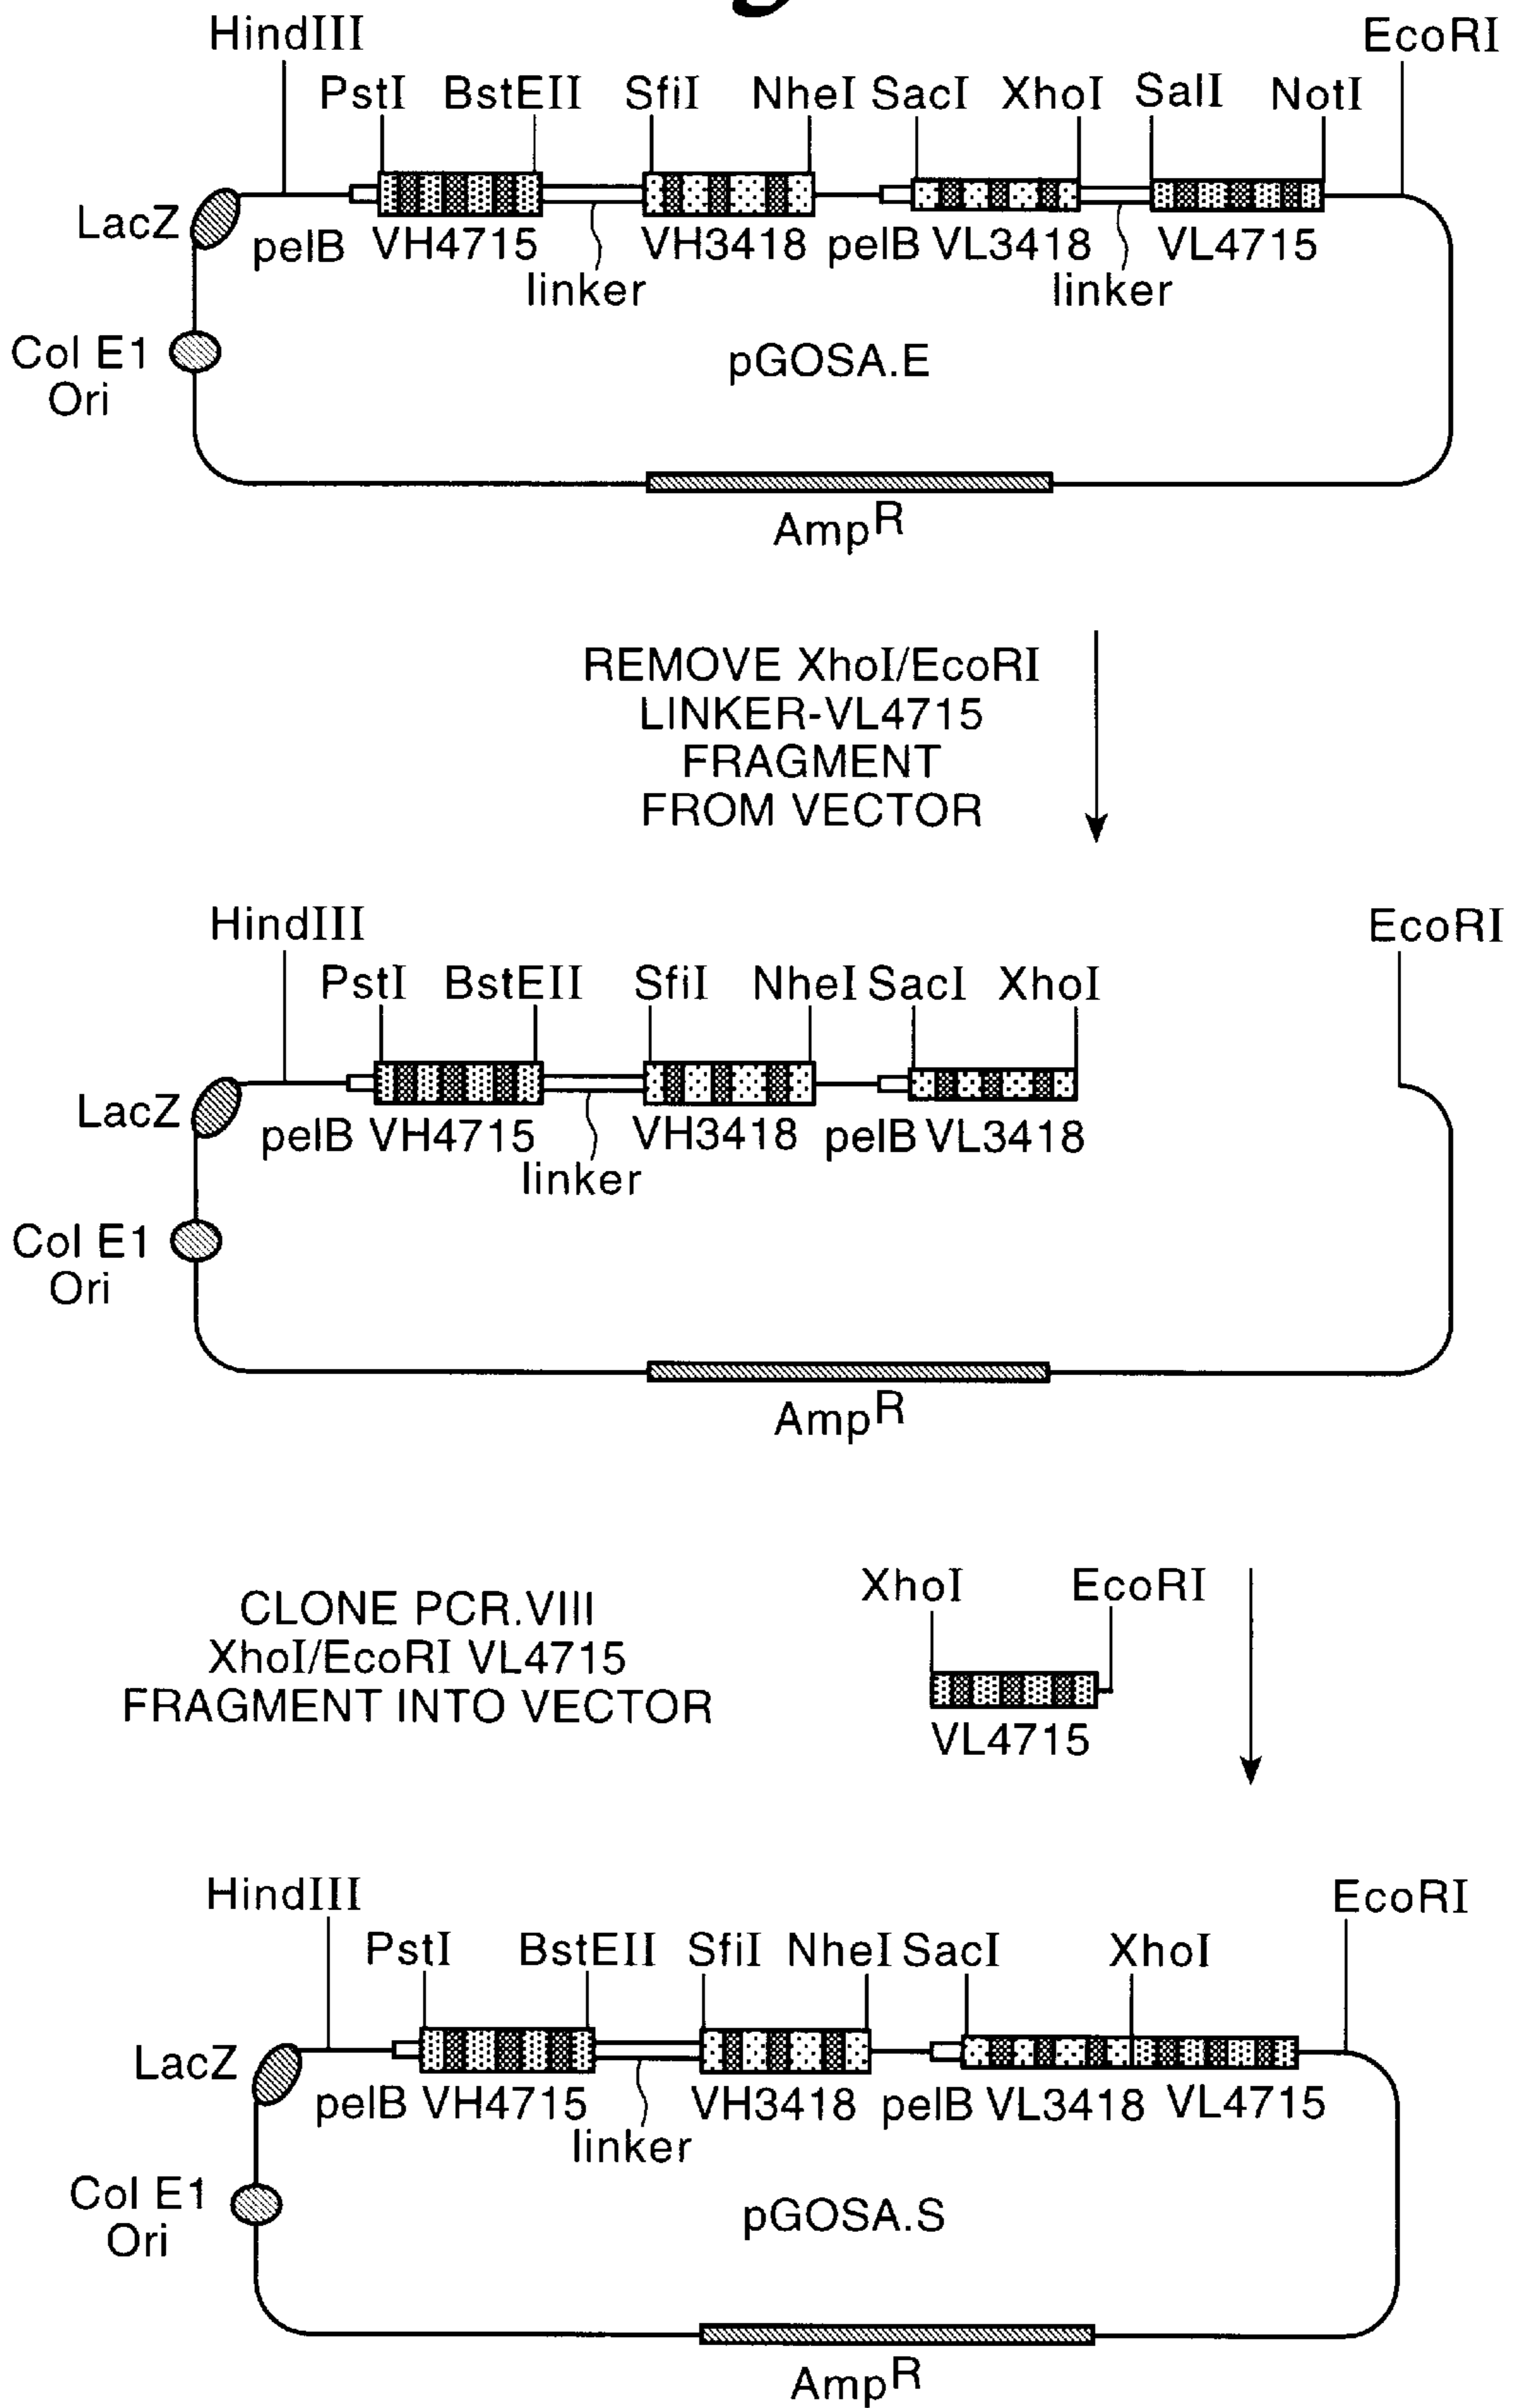 HindIII EcoRI
PstI BstEII SfiI NheI SacI XhoI SalI NotI
LacZ
pelB VH4715 VH3418 pelB VL3418 VL4715
linker linker
Col E1
Ori
pGOSA.E
Amp^R
REMOVE XhoI/EcoRI
LINKER-VL4715
FRAGMENT
FROM VECTOR
HindIII EcoRI
PstI BstEII SfiI NheI SacI XhoI
LacZ
pelB VH4715 VH3418 pelB VL3418
linker
Col E1
Ori
Amp^R
CLONE PCR.VIII
XhoI/EcoRI VL4715
FRAGMENT INTO VECTOR
XhoI EcoRI
VL4715
HindIII EcoRI
PstI BstEII SfiI NheI SacI XhoI
LacZ
pelB VH4715 VH3418 pelB VL3418 VL4715
linker
Col E1
Ori
pGOSA.S
Amp^R